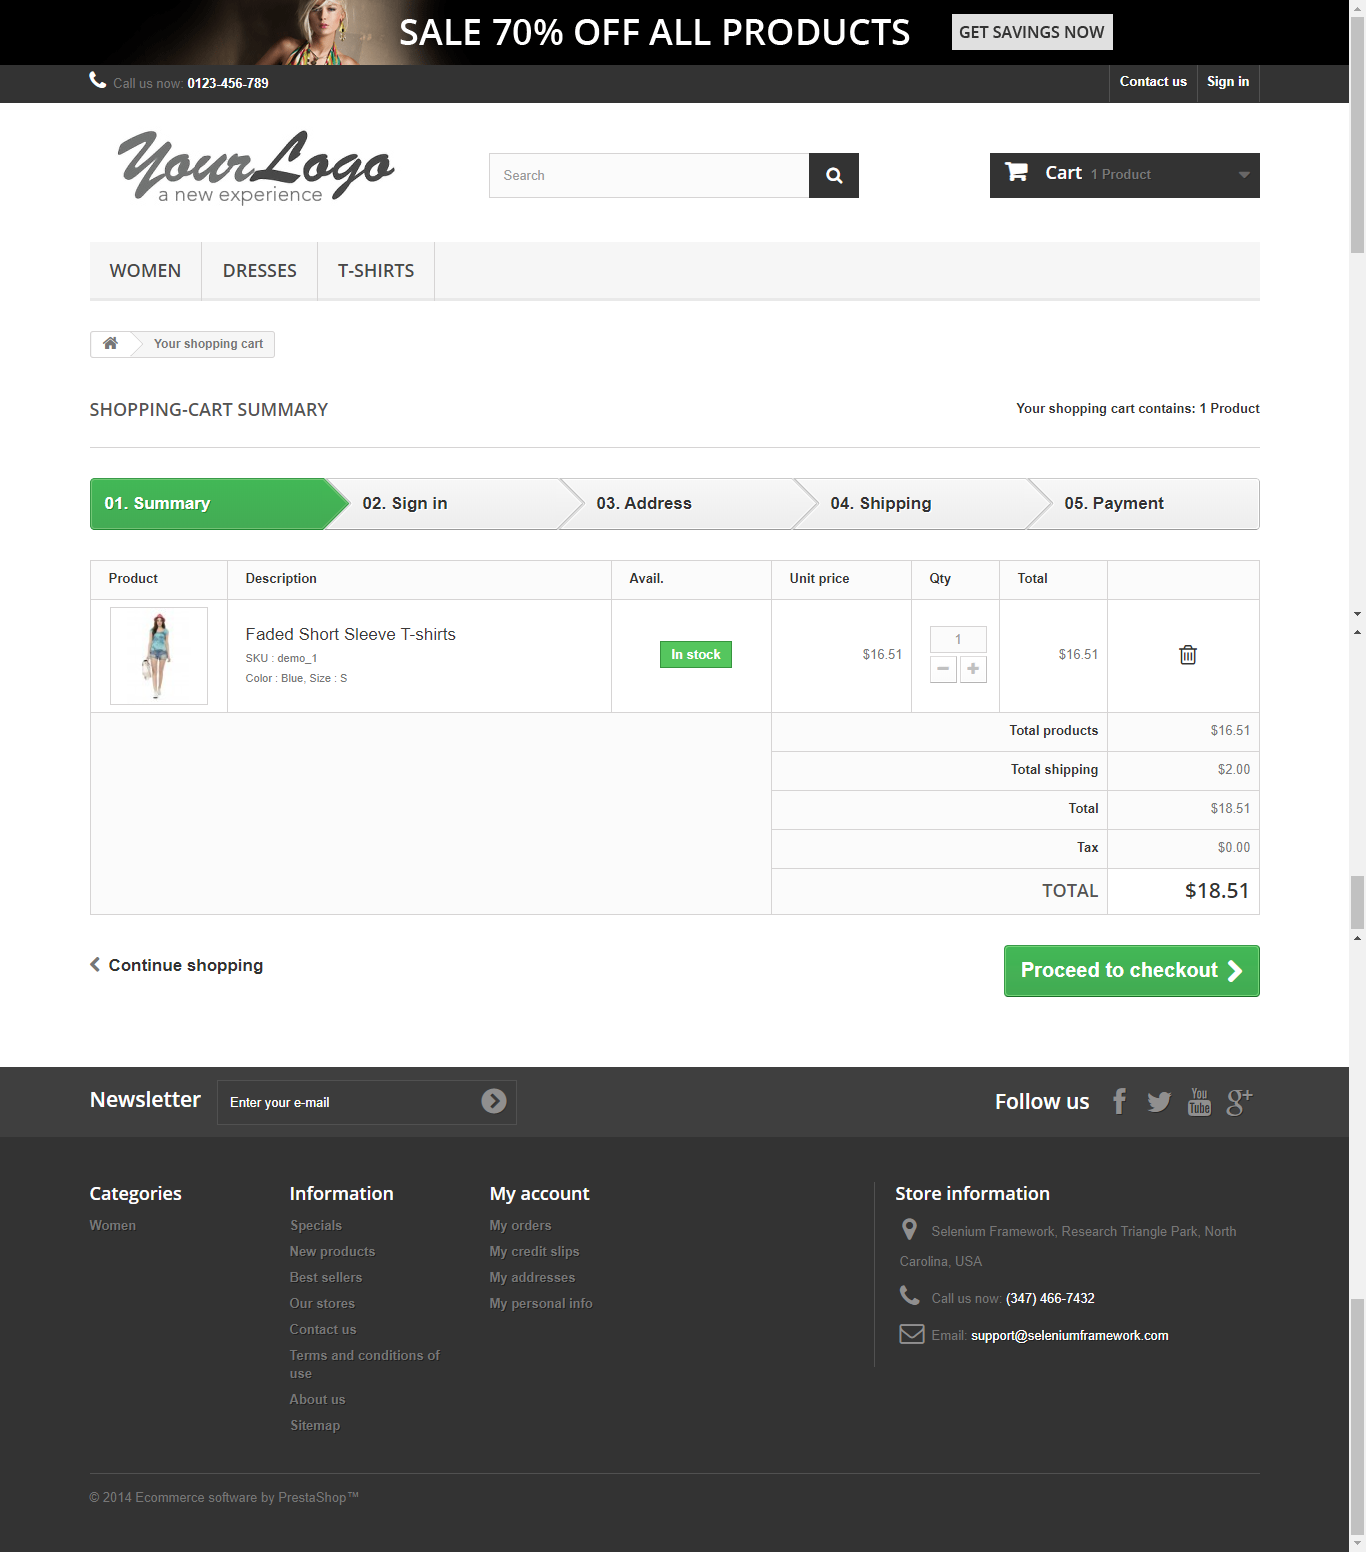 SALE 70% OFF ALL PRODUCTS GET SAVINGS NOW
Call us now: 0123-456-789 Contact us Sign in
Your Logo
a new experience
Search
Cart 1 Product
WOMEN DRESSES T-SHIRTS
Your shopping cart
SHOPPING-CART SUMMARY Your shopping cart contains: 1 Product
01. Summary 02. Sign in 03. Address 04. Shipping 05. Payment
Product Description Avail. Unit price Qty Total
Faded Short Sleeve T-shirts
SKU : demo_1
Color : Blue, Size : S
In stock $16.51 1 $16.51
Total products $16.51
Total shipping $2.00
Total $18.51
Tax $0.00
TOTAL $18.51
Continue shopping Proceed to checkout
Newsletter Enter your e-mail Follow us
You
Tube
g+
Categories
Women
Information
Specials
New products
Best sellers
Our stores
Contact us
Terms and conditions of
use
About us
Sitemap
My account
My orders
My credit slips
My addresses
My personal info
Store information
Selenium Framework, Research Triangle Park, North
Carolina, USA
Call us now: (347) 466-7432
Email: support@seleniumframework.com
© 2014 Ecommerce software by PrestaShop™